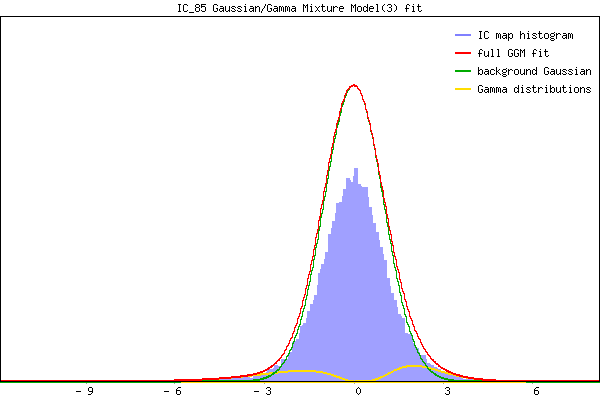 IC_85 Gaussian/Gamma Mixture Model(3) fit
IC map histogram
full GGM fit
background Gaussian
Gamma distributions
-9 -6 -3 0 3 6